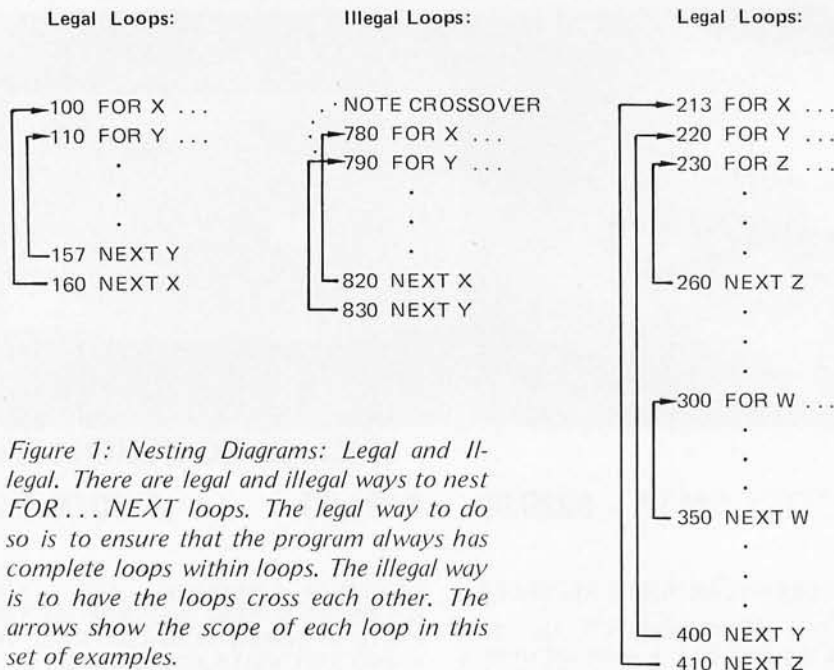 Legal Loops:
100 FOR X ...
110 FOR Y ...
157 NEXT Y
160 NEXT X
Illegal Loops:
NOTE CROSSOVER
780 FOR X ...
790 FOR Y ...
820 NEXT X
830 NEXT Y
Legal Loops:
213 FOR X ...
220 FOR Y ...
230 FOR Z ...
260 NEXT Z
300 FOR W ...
350 NEXT W
400 NEXT Y
410 NEXT Z
Figure 1: Nesting Diagrams: Legal and Il-
legal. There are legal and illegal ways to nest
FOR...NEXT loops. The legal way to do
so is to ensure that the program always has
complete loops within loops. The illegal way
is to have the loops cross each other. The
arrows show the scope of each loop in this
set of examples.